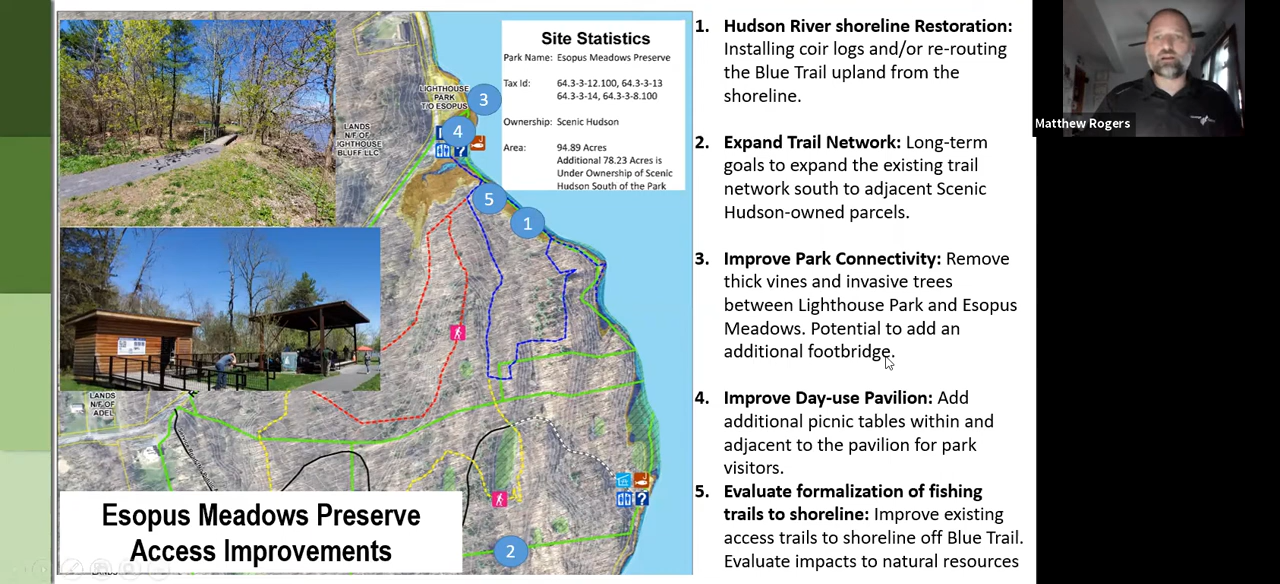 LIGHTHOUSE
PARK
T/O ESOPUS
LANDS
N/F OF
LIGHTHOUSE
BLUFF LLC
3
4
5
1
2
?
?
LANDS
N/F OF
ADEL
Site Statistics
Park Name: Esopus Meadows Preserve
Tax Id: 64.3-3-12.100, 64.3-3-13
64.3-3-14, 64.3-3-8.100
Ownership: Scenic Hudson
Area: 94.89 Acres
Additional 78.23 Acres is
Under Ownership of Scenic
Hudson South of the Park
Esopus Meadows Preserve
Access Improvements
1. Hudson River shoreline Restoration:
Installing coir logs and/or re-routing
the Blue Trail upland from the
shoreline.
2. Expand Trail Network: Long-term
goals to expand the existing trail
network south to adjacent Scenic
Hudson-owned parcels.
3. Improve Park Connectivity: Remove
thick vines and invasive trees
between Lighthouse Park and Esopus
Meadows. Potential to add an
additional footbridge.
4. Improve Day-use Pavilion: Add
additional picnic tables within and
adjacent to the pavilion for park
visitors.
5. Evaluate formalization of fishing
trails to shoreline: Improve existing
access trails to shoreline off Blue Trail.
Evaluate impacts to natural resources
Matthew Rogers